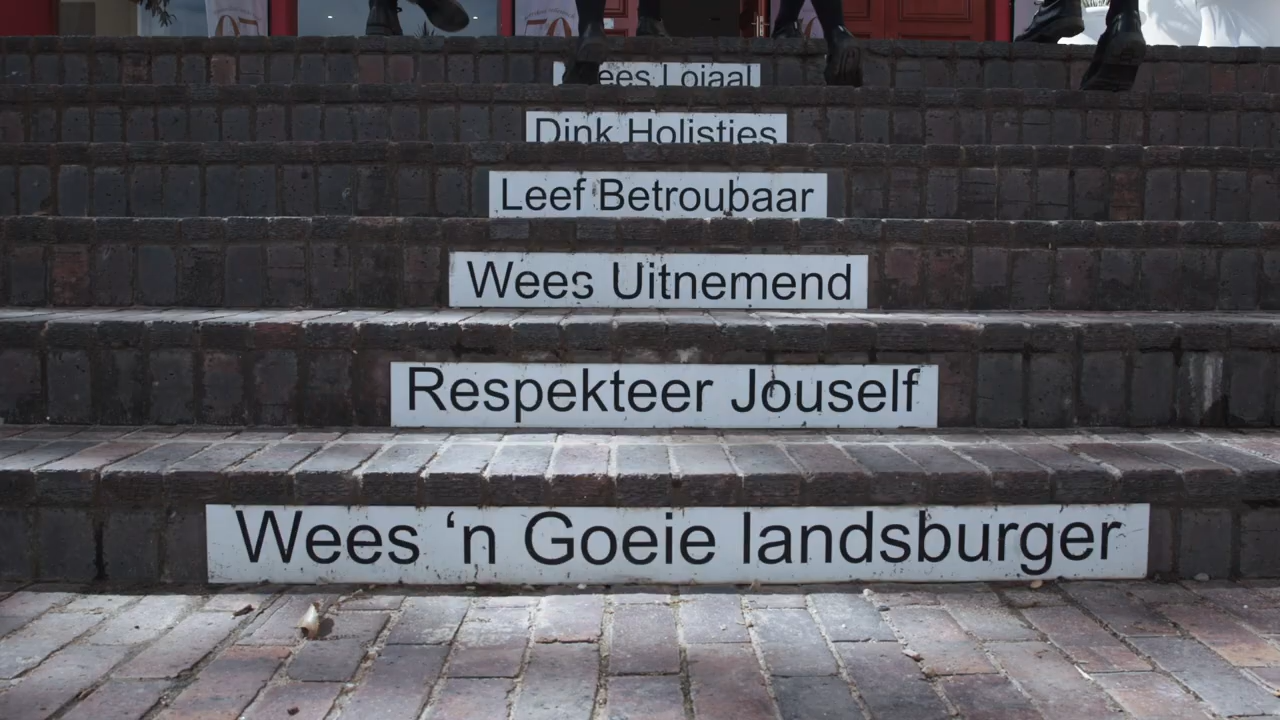 Wees Lojaal
Dink Holisties
Leef Betroubaar
Wees Uitnemend
Respekteer Jouself
Wees ‘n Goeie landsburger